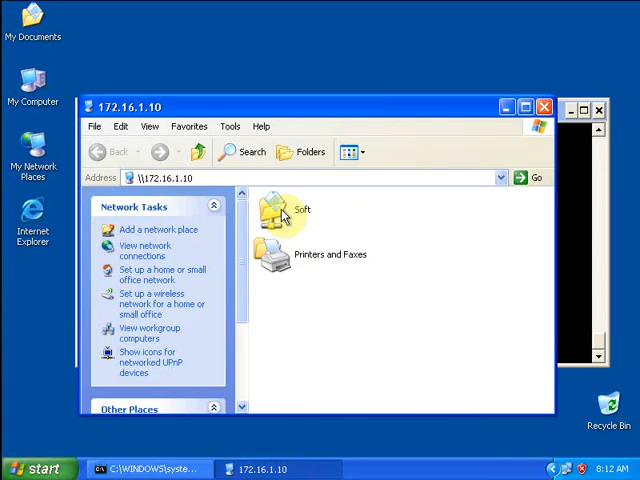 My Documents
My Computer
My Network
Places
Internet
Explorer
172.16.1.10
File Edit View Favorites Tools Help
Back Search Folders
Address \\172.16.1.10 Go
Network Tasks
Add a network place
View network
connections
Set up a home or small
office network
Set up a wireless
network for a home or
small office
View workgroup
computers
Show icons for
networked UPnP
devices
Other Places
Soft
Printers and Faxes
Recycle Bin
start C:\WINDOWS\syste... 172.16.1.10 8:12 AM